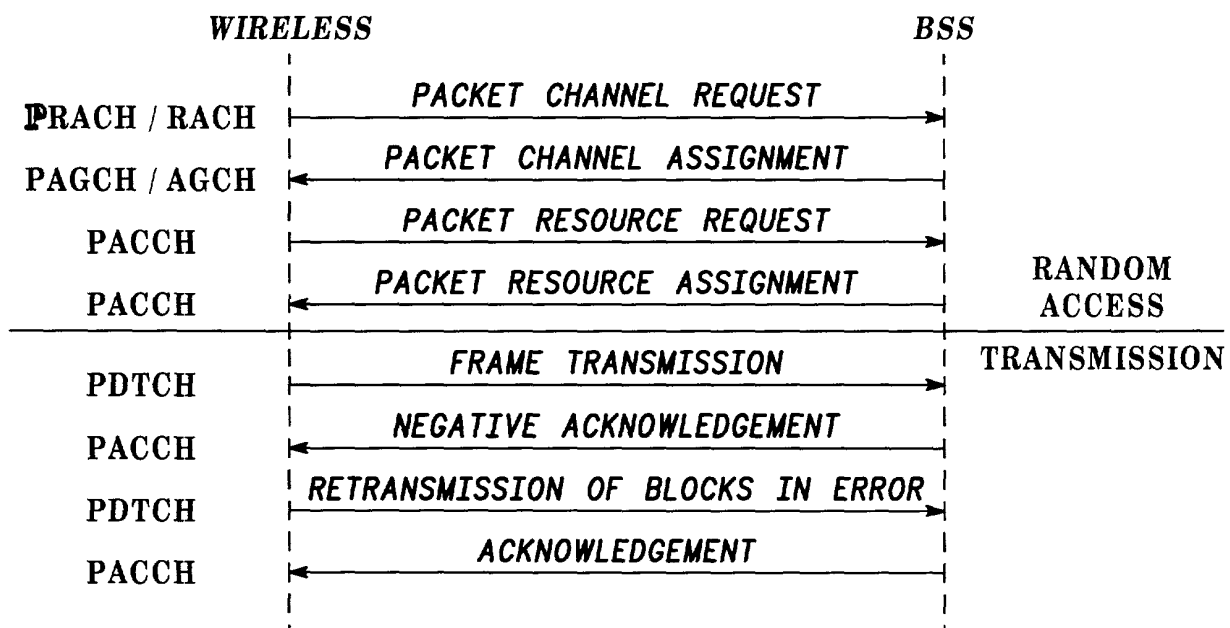 WIRELESS BSS
PRACH / RACH PACKET CHANNEL REQUEST
PAGCH / AGCH PACKET CHANNEL ASSIGNMENT
PACCH PACKET RESOURCE REQUEST
PACCH PACKET RESOURCE ASSIGNMENT
RANDOM
ACCESS
TRANSMISSION
PDTCH FRAME TRANSMISSION
PACCH NEGATIVE ACKNOWLEDGEMENT
PDTCH RETRANSMISSION OF BLOCKS IN ERROR
PACCH ACKNOWLEDGEMENT